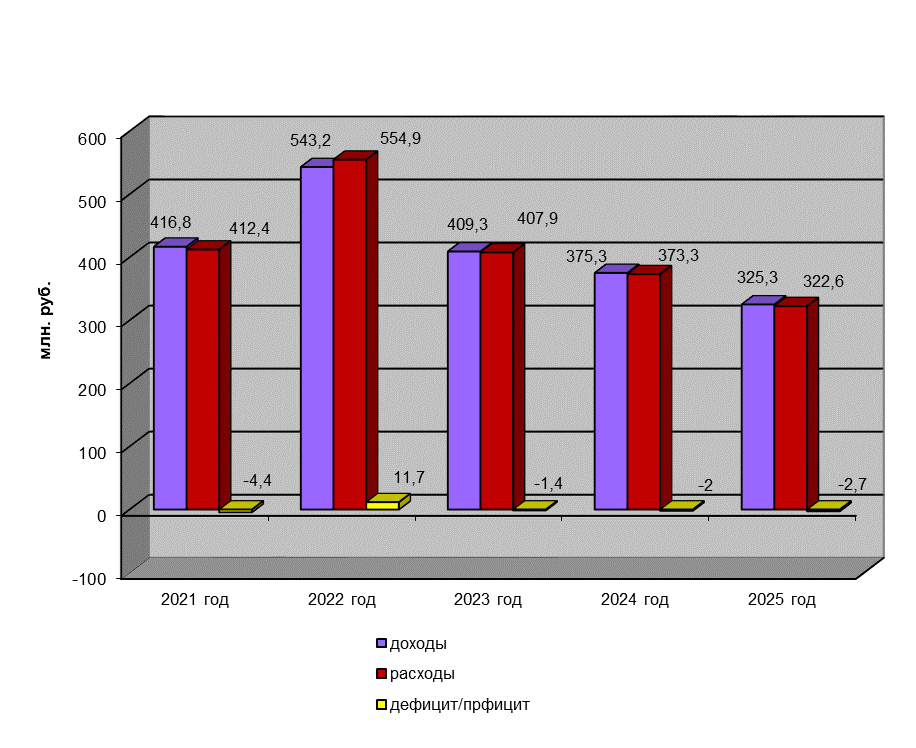 млн. руб.
600
500
400
300
200
100
0
-100
416,8
412,4
-4,4
543,2
554,9
11,7
409,3
407,9
-1,4
375,3
373,3
-2
325,3
322,6
-2,7
2021 год
2022 год
2023 год
2024 год
2025 год
доходы
расходы
дефицит/прфицит